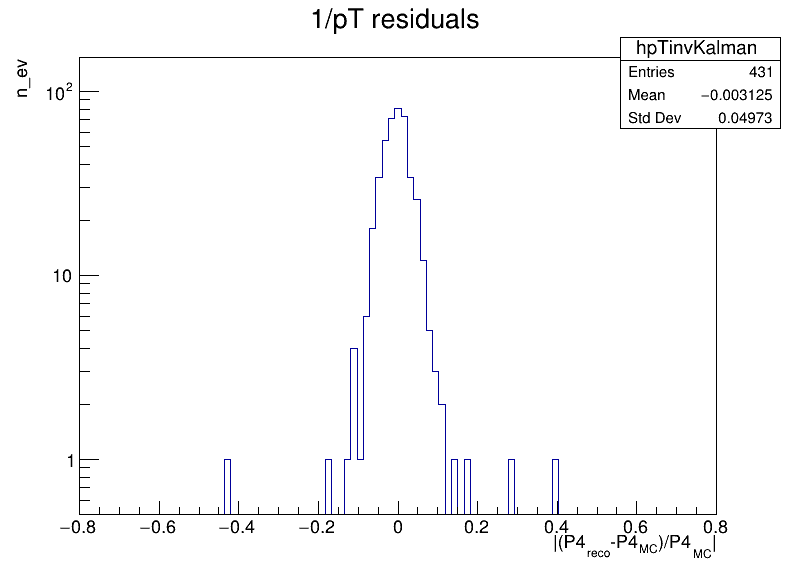 1/pT residuals
hpTinvKalman
Entries 431
Mean −0.003125
Std Dev 0.04973
n_ev
10²
10
1
−0.8 −0.6 −0.4 −0.2 0 0.2 0.4 0.6 0.8
|(P4reco-P4MC)/P4MC|